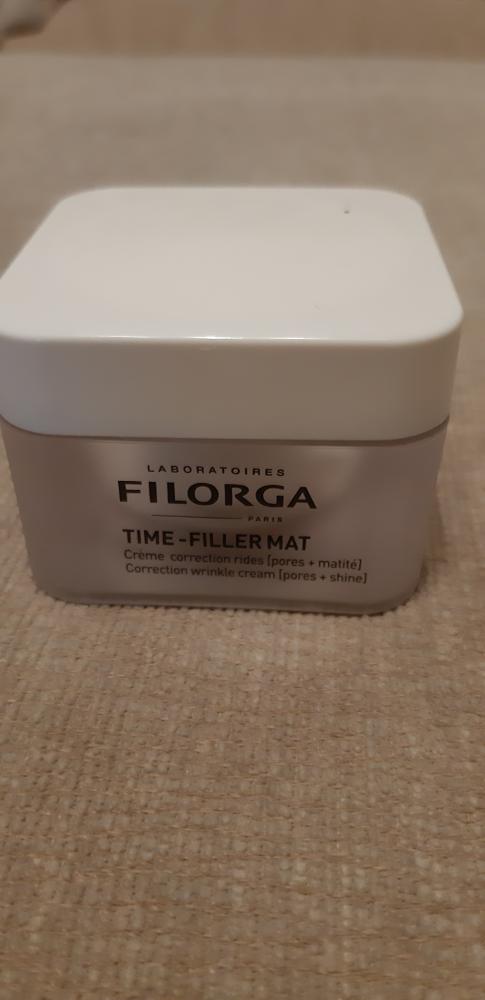 LABORATOIRES
FILORGA
PARIS
TIME-FILLER MAT
Crème correction rides [pores + matité]
Correction wrinkle cream [pores + shine]